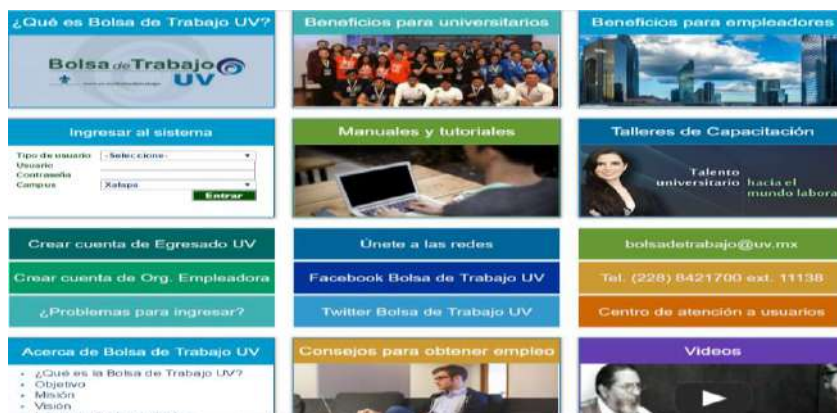 ¿Qué es Bolsa de Trabajo UV?
Beneficios para universitarios
Beneficios para empleadores
Bolsa de Trabajo
UV
Ingresar al sistema
Tipo de usuario -Seleccione-
Usuario
Contraseña
Campus Xalapa
Entrar
Manuales y tutoriales
Talleres de Capacitación
Talento
universitario hacia el
mundo labora
Crear cuenta de Egresado UV
Únete a las redes
bolsadetrabajo@uv.mx
Crear cuenta de Org. Empleadora
Facebook Bolsa de Trabajo UV
Tel. (228) 8421700 ext. 11138
¿Problemas para ingresar?
Twitter Bolsa de Trabajo UV
Centro de atención a usuarios
Acerca de Bolsa de Trabajo UV
Consejos para obtener empleo
Videos
¿Qué es la Bolsa de Trabajo UV?
Objetivo
Misión
Visión